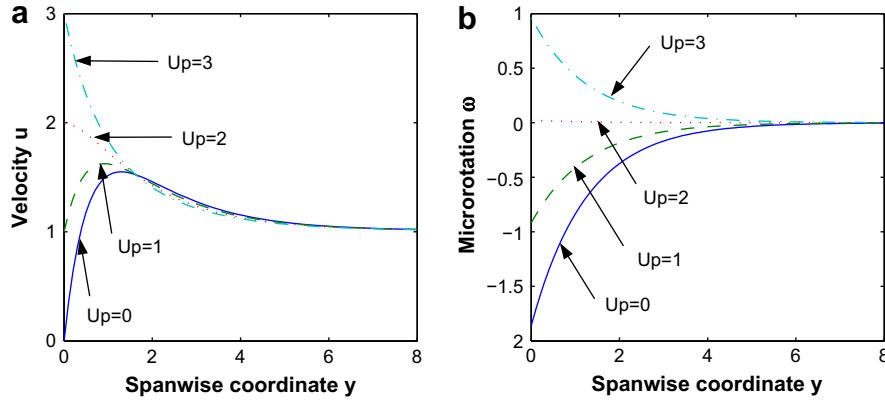 a
Velocity u
3
2
1
0
Up=3
Up=2
Up=1
Up=0
0 2 4 6 8
Spanwise coordinate y
b
Microrotation ω
1
0.5
0
−0.5
−1
−1.5
2
Up=3
Up=2
Up=1
Up=0
0 2 4 6 8
Spanwise coordinate y